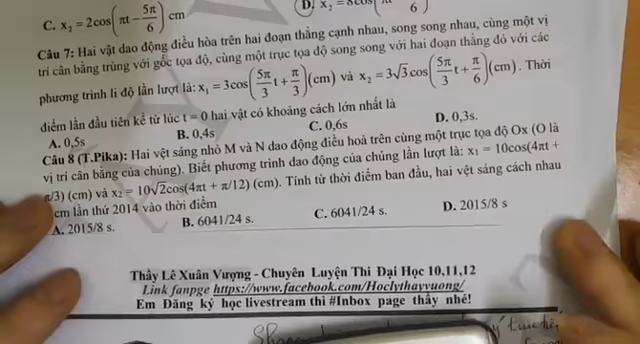 C. x₂ = 2cos(πt − 5π/6) cm
D. x₂ = 8cos(πt 6)
Câu 7: Hai vật dao động điều hòa trên hai đoạn thẳng cạnh nhau, song song nhau, cùng một vị
trí cân bằng trùng với gốc tọa độ, cùng một trục tọa độ song song với hai đoạn thẳng đó với các
phương trình li độ lần lượt là: x₁ = 3cos(5π/3 t + π/3)(cm) và x₂ = 3√3cos(5π/3 t + π/6)(cm). Thời
điểm lần đầu tiên kể từ lúc t = 0 hai vật có khoảng cách lớn nhất là
A. 0,5s B. 0,4s C. 0,6s D. 0,3s.
Câu 8 (T.Pika): Hai vệt sáng nhỏ M và N dao động điều hoà trên cùng một trục tọa độ Ox (O là
vị trí cân bằng của chúng). Biết phương trình dao động của chúng lần lượt là: x₁ = 10cos(4πt +
π/3) (cm) và x₂ = 10√2cos(4πt + π/12) (cm). Tính từ thời điểm ban đầu, hai vệt sáng cách nhau
cm lần thứ 2014 vào thời điểm
A. 2015/8 s. B. 6041/24 s. C. 6041/24 s. D. 2015/8 s
Thầy Lê Xuân Vượng - Chuyên Luyện Thi Đại Học 10,11,12
Link fanpge https://www.facebook.com/Hoclythayvuong/
Em Đăng ký học livestream thì #Inbox page thầy nhé!